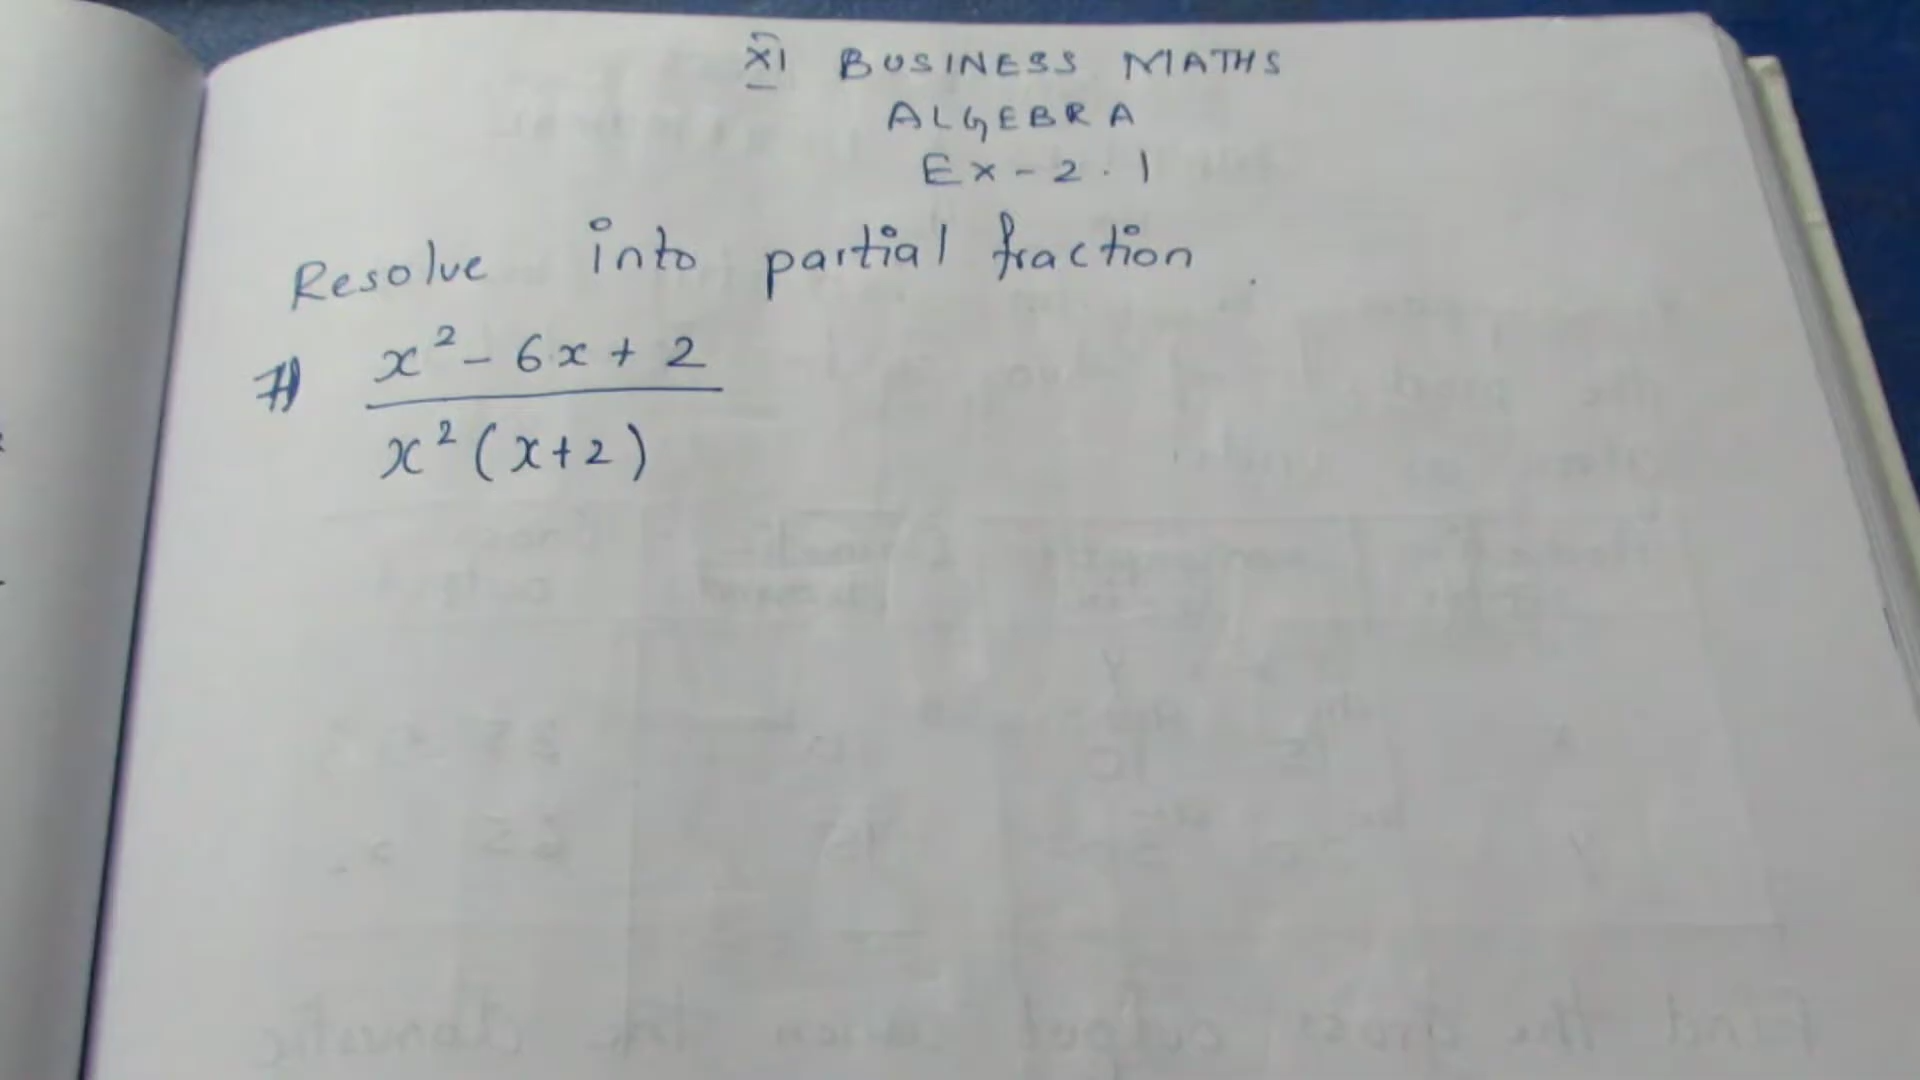 XI BUSINESS MATHS
ALGEBRA
Ex - 2.1
Resolve into partial fraction.
7) x² - 6x + 2
x² (x+2)